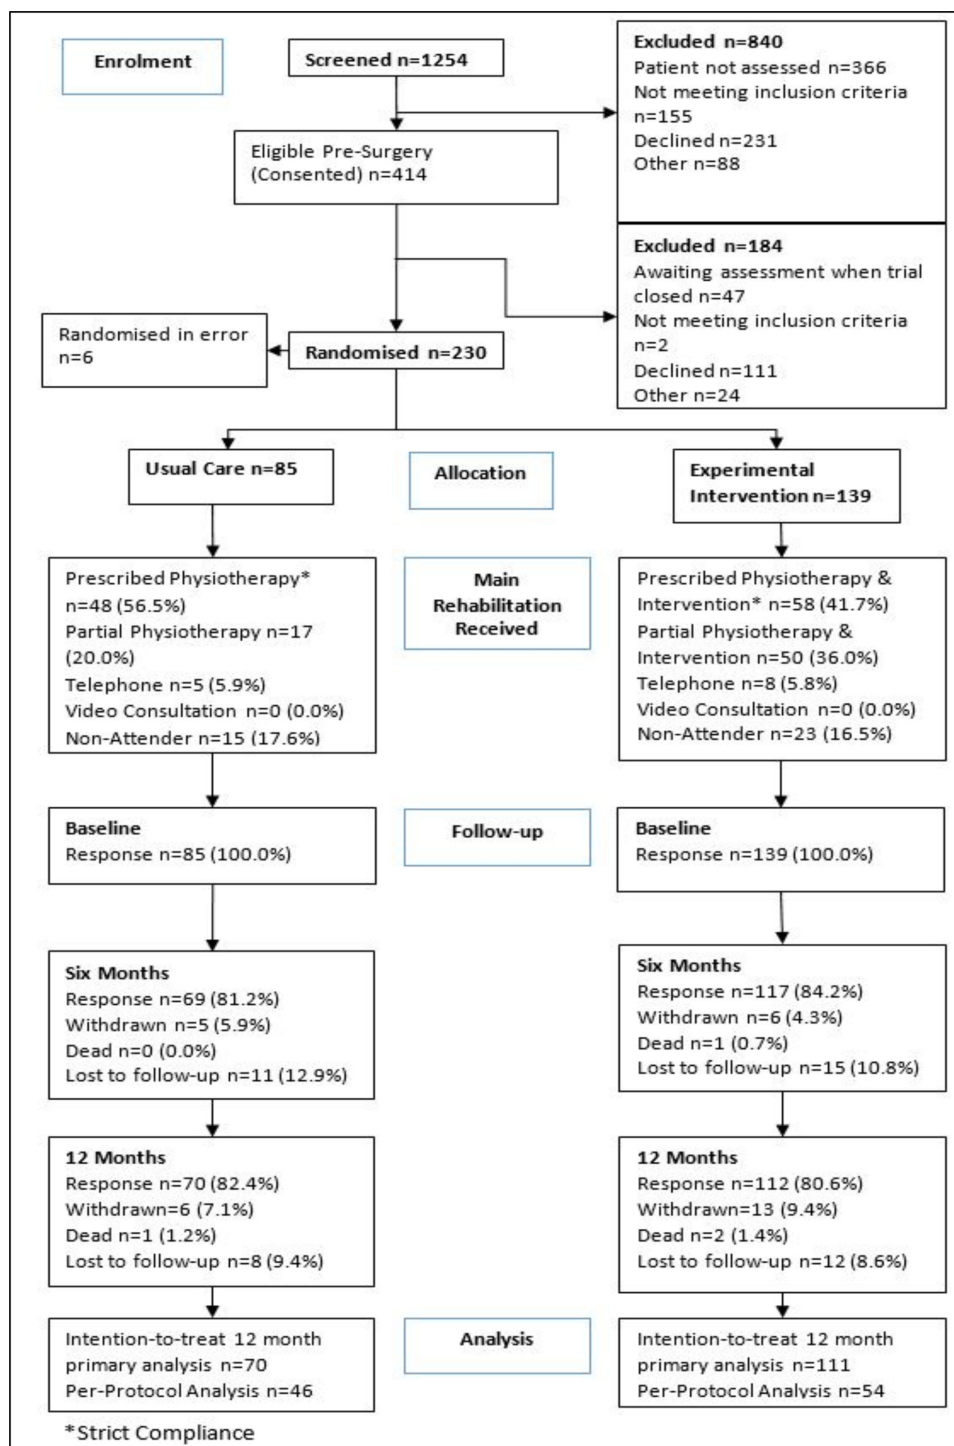 Enrolment
Screened n=1254
Excluded n=840
Patient not assessed n=366
Not meeting inclusion criteria
n=155
Declined n=231
Other n=88
Eligible Pre-Surgery
(Consented) n=414
Excluded n=184
Awaiting assessment when trial
closed n=47
Not meeting inclusion criteria
n=2
Declined n=111
Other n=24
Randomised in error
n=6
Randomised n=230
Usual Care n=85
Allocation
Experimental
Intervention n=139
Prescribed Physiotherapy*
n=48 (56.5%)
Partial Physiotherapy n=17
(20.0%)
Telephone n=5 (5.9%)
Video Consultation n=0 (0.0%)
Non-Attender n=15 (17.6%)
Main
Rehabilitation
Received
Prescribed Physiotherapy &
Intervention* n=58 (41.7%)
Partial Physiotherapy &
Intervention n=50 (36.0%)
Telephone n=8 (5.8%)
Video Consultation n=0 (0.0%)
Non-Attender n=23 (16.5%)
Baseline
Response n=85 (100.0%)
Follow-up
Baseline
Response n=139 (100.0%)
Six Months
Response n=69 (81.2%)
Withdrawn n=5 (5.9%)
Dead n=0 (0.0%)
Lost to follow-up n=11 (12.9%)
Six Months
Response n=117 (84.2%)
Withdrawn n=6 (4.3%)
Dead n=1 (0.7%)
Lost to follow-up n=15 (10.8%)
12 Months
Response n=70 (82.4%)
Withdrawn=6 (7.1%)
Dead n=1 (1.2%)
Lost to follow-up n=8 (9.4%)
12 Months
Response n=112 (80.6%)
Withdrawn=13 (9.4%)
Dead n=2 (1.4%)
Lost to follow-up n=12 (8.6%)
Intention-to-treat 12 month
primary analysis n=70
Per-Protocol Analysis n=46
Analysis
Intention-to-treat 12 month
primary analysis n=111
Per-Protocol Analysis n=54
*Strict Compliance